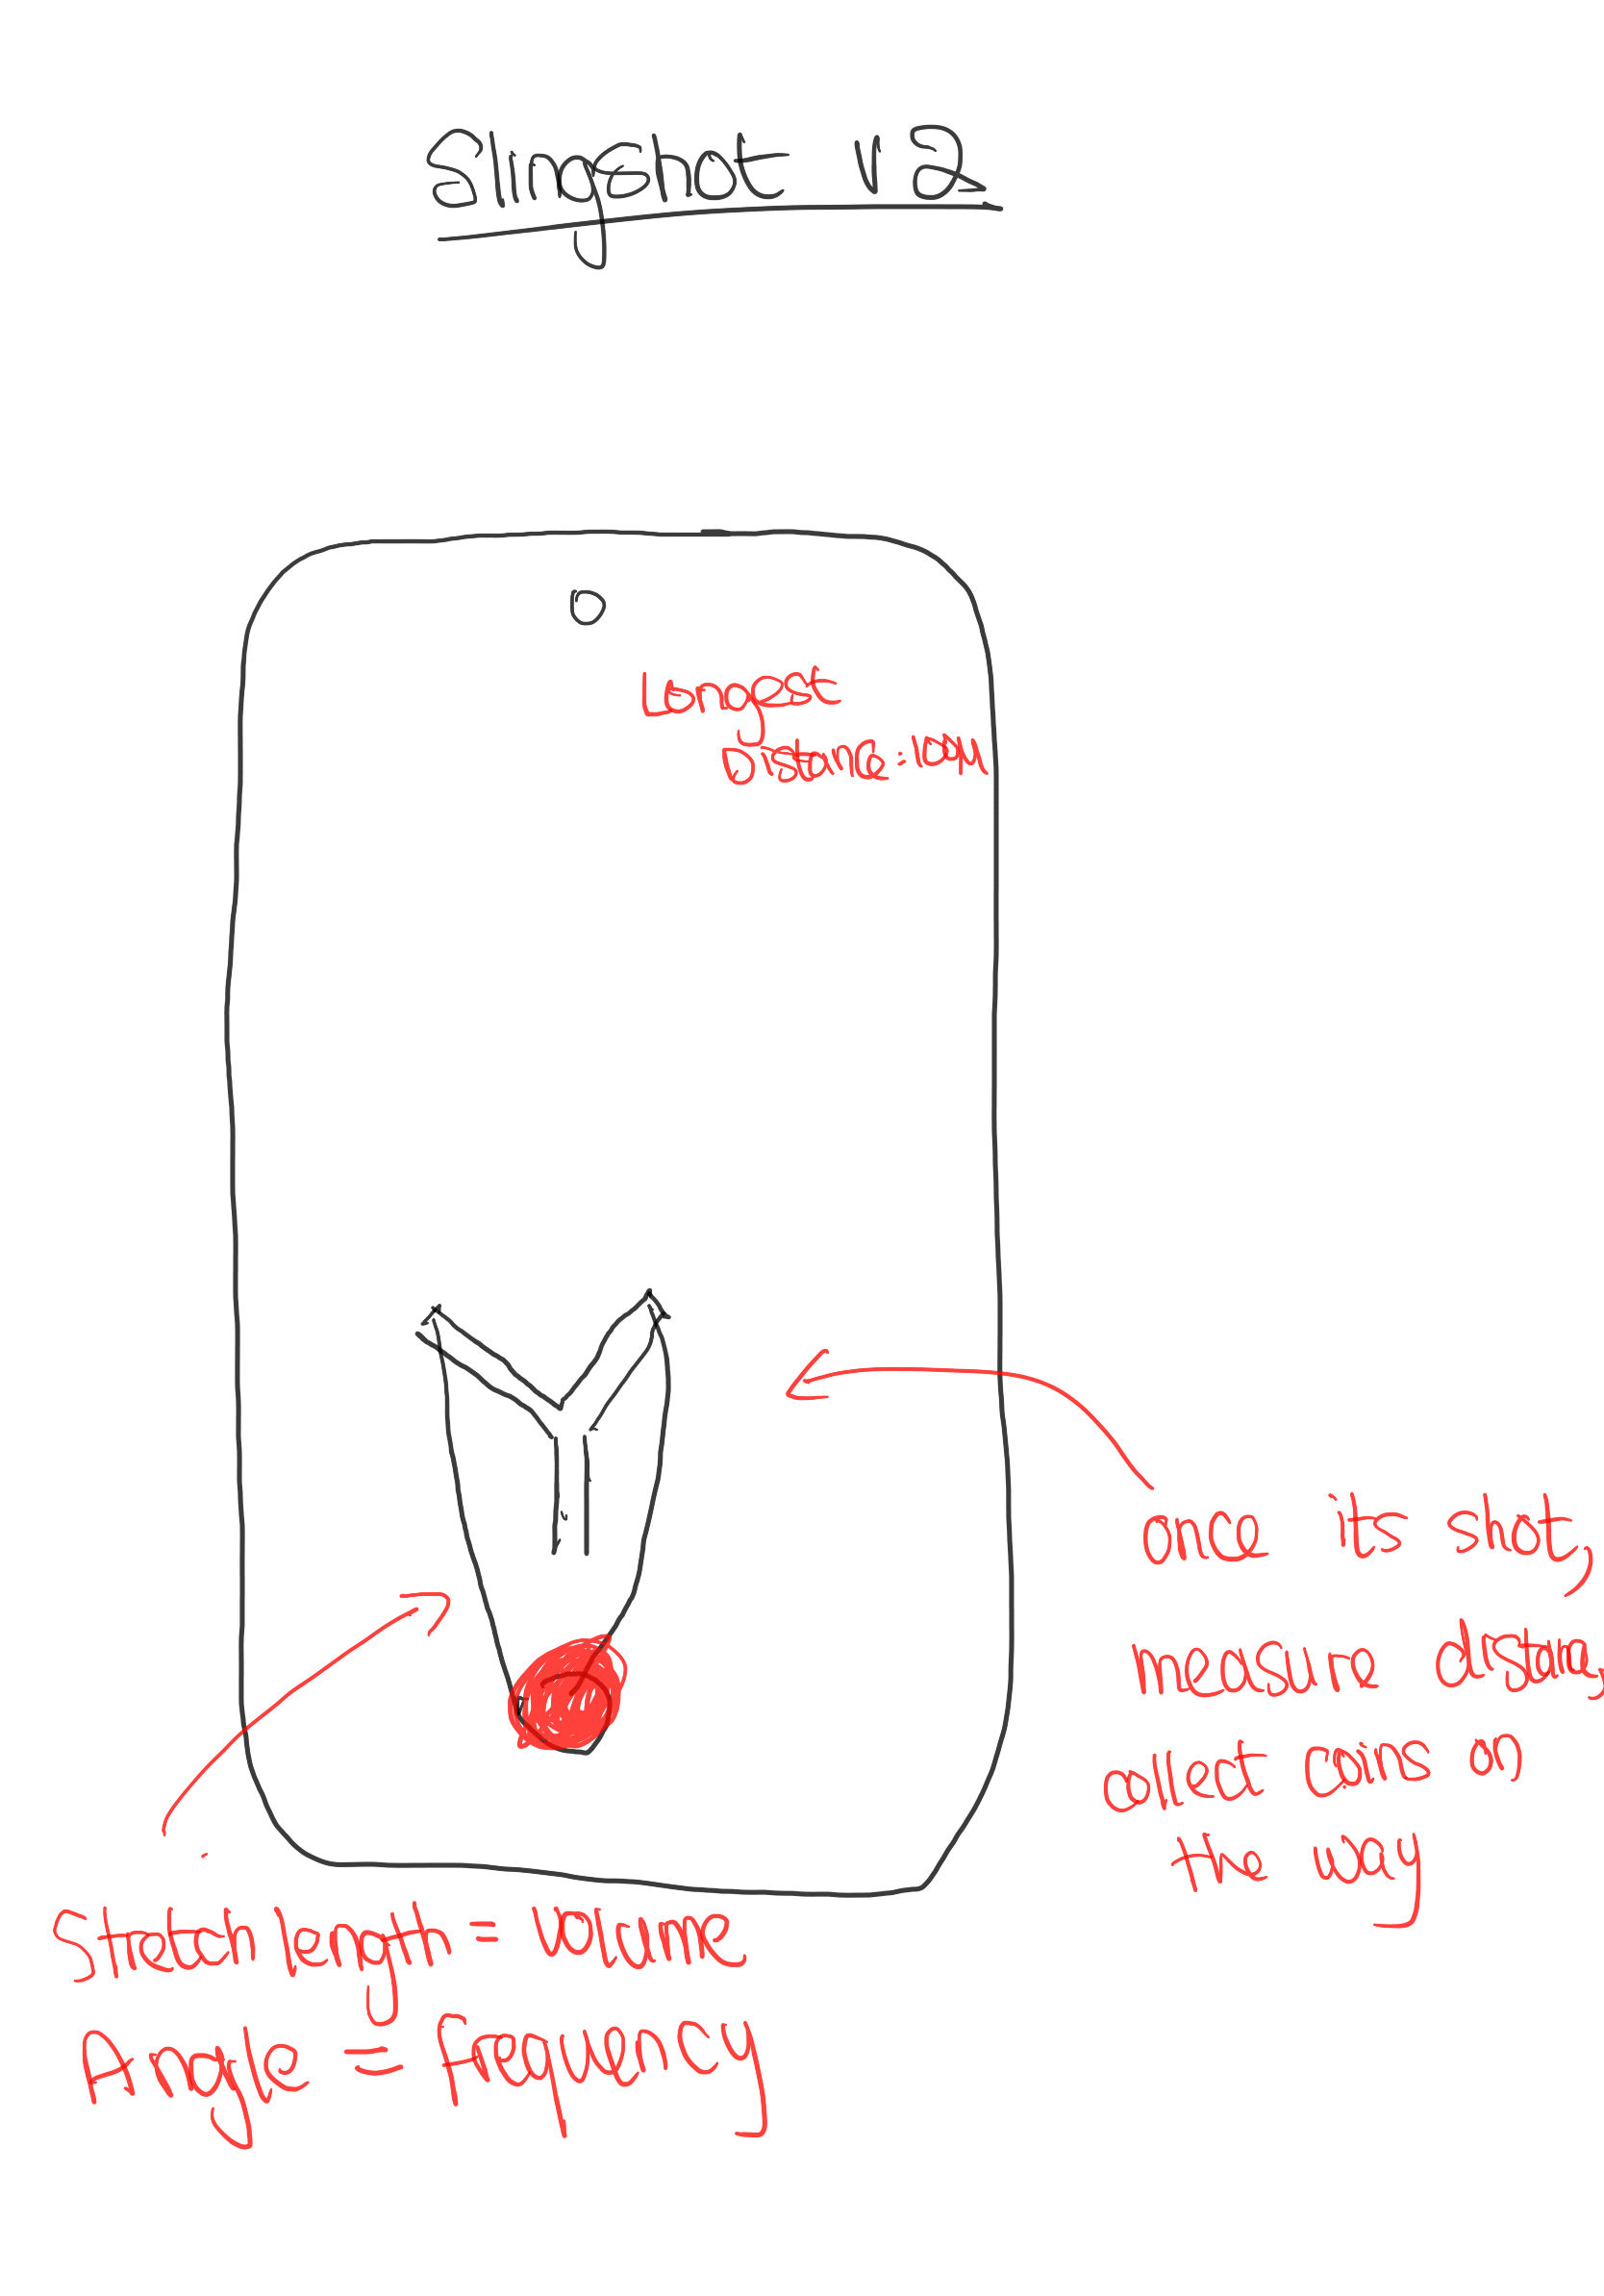 Slingshot V2
Longest
Distance: 100M
once its shot,
measure distance,
collect coins on
the way
Stretch length = volume
Angle = frequency